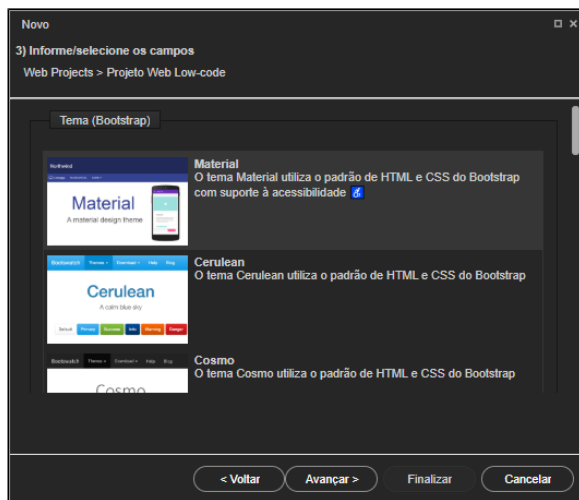 Novo
3) Informe/selecione os campos
Web Projects > Projeto Web Low-code
Tema (Bootstrap)
Northwind
Material
A material design theme
Material
O tema Material utiliza o padrão de HTML e CSS do Bootstrap
com suporte à acessibilidade
Bootswatch Themes Download Help Blog
Cerulean
A calm blue sky
Default Primary Success Info Warning Danger
Cerulean
O tema Cerulean utiliza o padrão de HTML e CSS do Bootstrap
Bootswatch Themes Download Help Blog
Cosmo
Cosmo
O tema Cosmo utiliza o padrão de HTML e CSS do Bootstrap
< Voltar
Avançar >
Finalizar
Cancelar